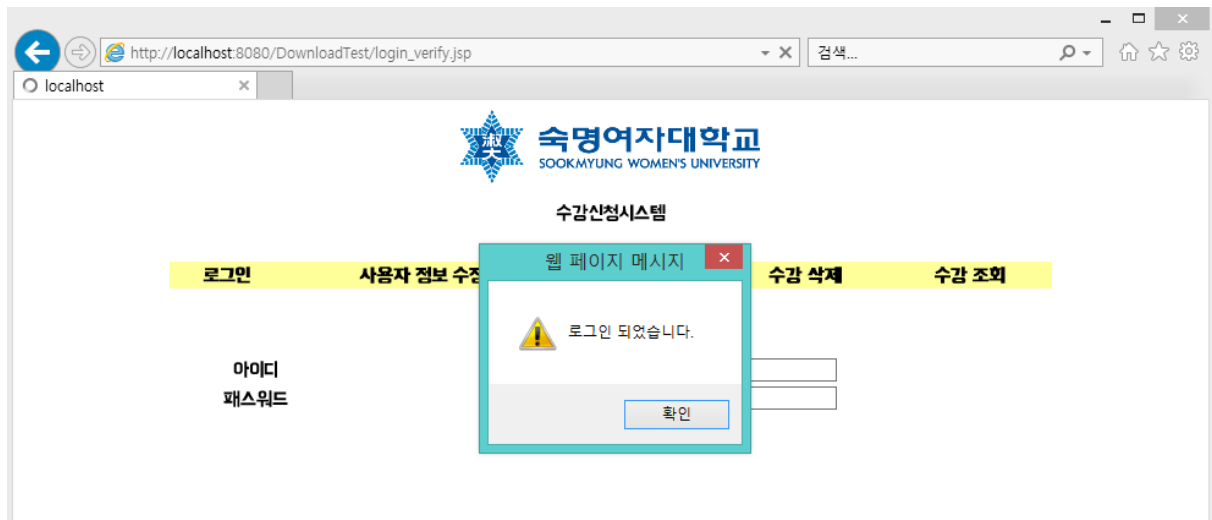 http://localhost:8080/DownloadTest/login_verify.jsp
검색...
localhost
숙명여자대학교
SOOKMYUNG WOMEN'S UNIVERSITY
수강신청시스템
웹 페이지 메시지
로그인 사용자 정보 수정 수강 삭제 수강 조회
로그인 되었습니다.
아이디
패스워드
확인